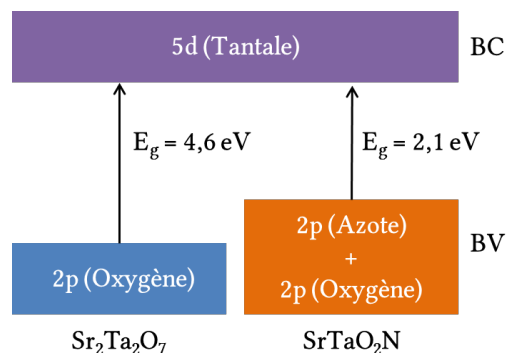 5d (Tantale)
BC
E_g = 4,6 eV
E_g = 2,1 eV
2p (Azote)
+
2p (Oxygène)
BV
2p (Oxygène)
Sr₂Ta₂O₇
SrTaO₂N